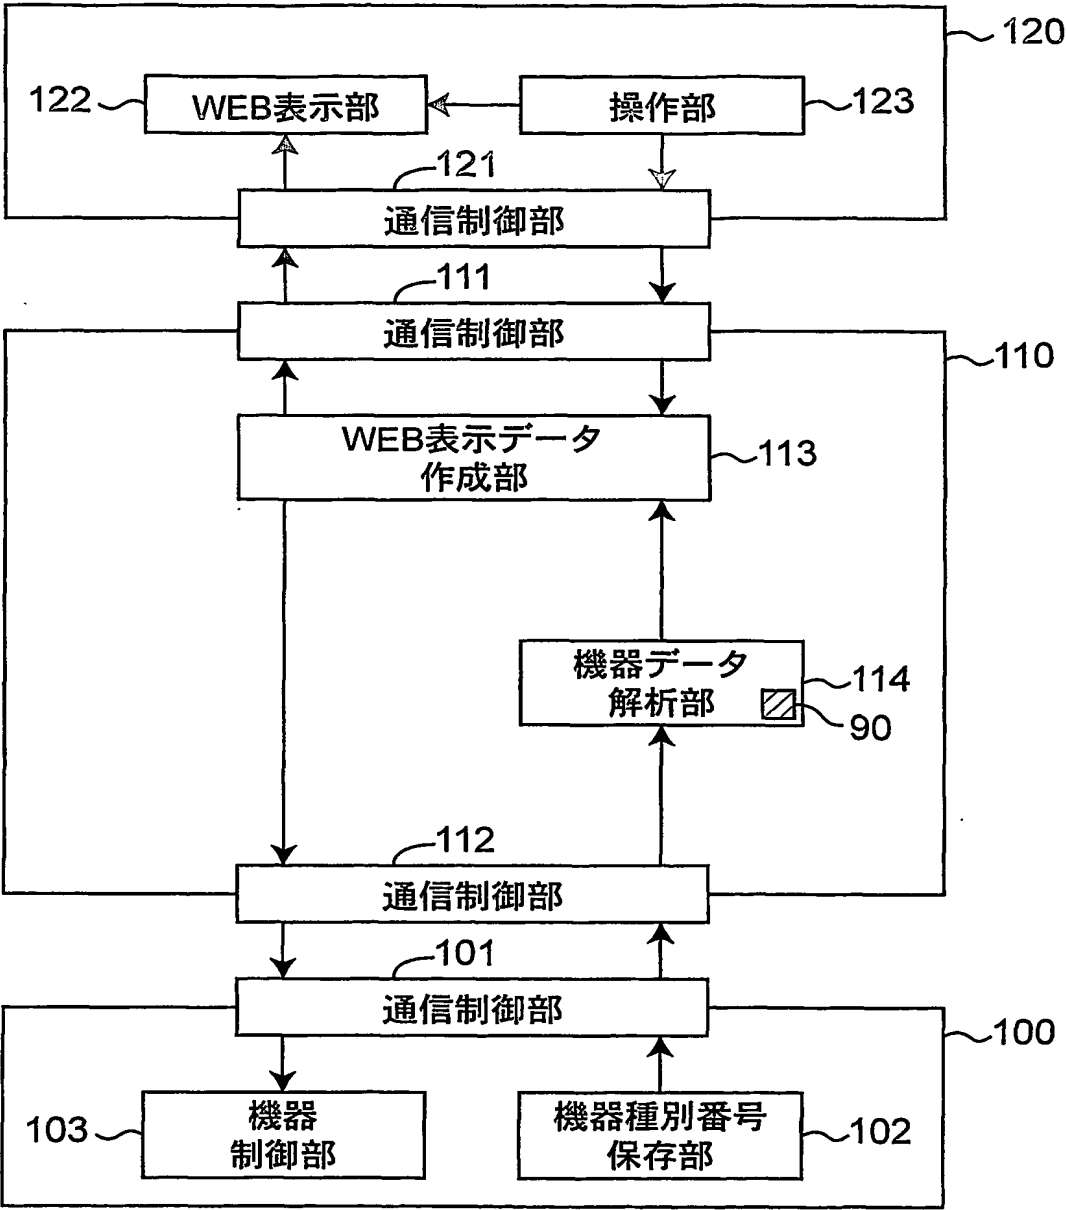 120
122
WEB表示部
操作部
123
121
通信制御部
111
通信制御部
110
WEB表示データ
作成部
113
機器データ
解析部
114
90
112
通信制御部
101
通信制御部
100
103
機器
制御部
機器種別番号
保存部
102